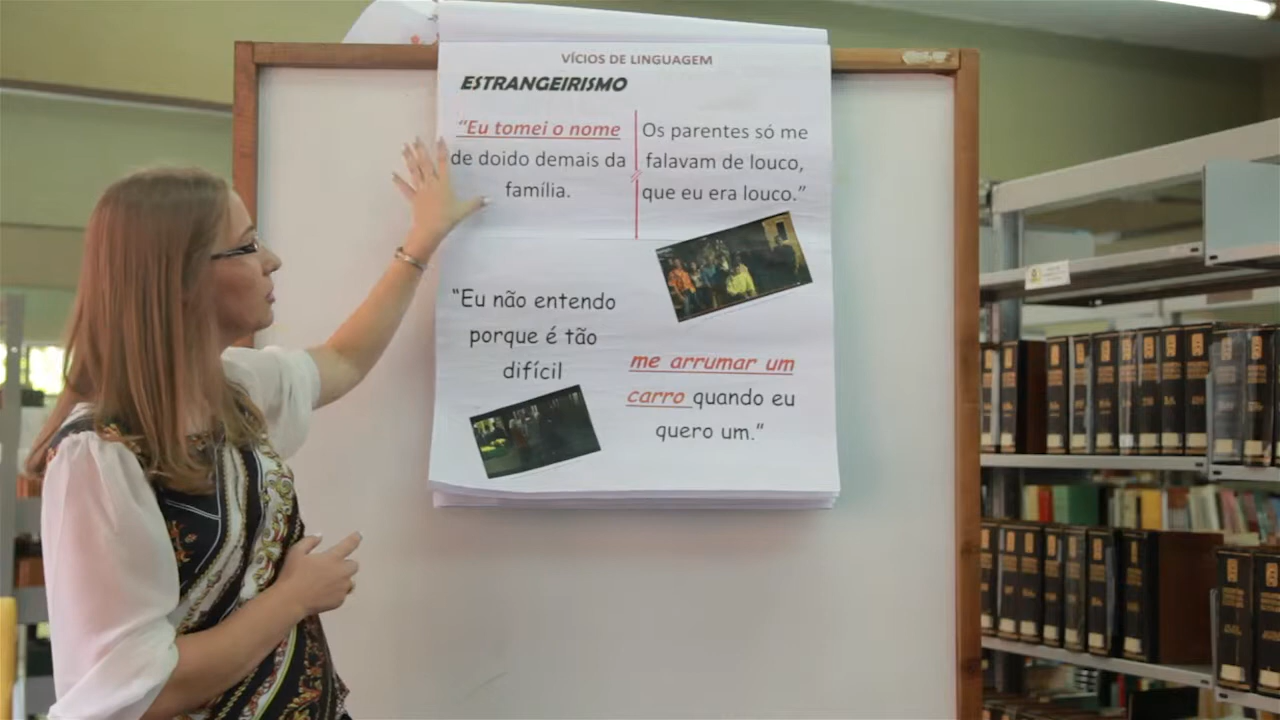 VÍCIOS DE LINGUAGEM
ESTRANGEIRISMO
“Eu tomei o nome
de doido demais da
família.
Os parentes só me
falavam de louco,
que eu era louco.”
“Eu não entendo
porque é tão
difícil
me arrumar um
carro quando eu
quero um.”